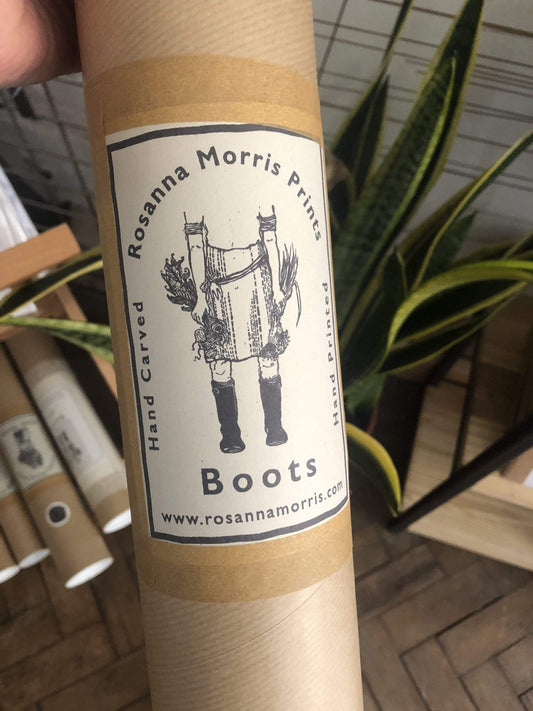 Rosanna Morris Prints
Hand Carved
Hand Printed
Boots
www.rosannamorris.com